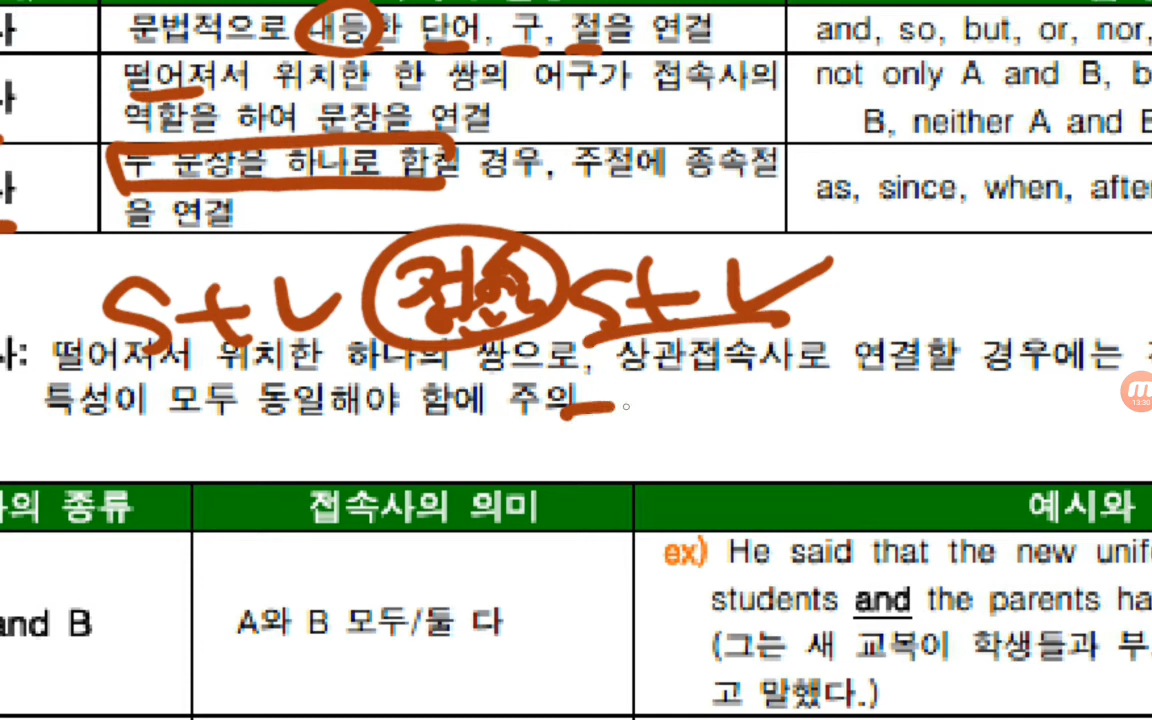 문법적으로 대등한 단어, 구, 절을 연결
and, so, but, or, nor,
떨어져서 위치한 한 쌍의 어구가 접속사의
역할을 하여 문장을 연결
not only A and B, b
B, neither A and B
두 문장을 하나로 합칠 경우, 주절에 종속절
을 연결
as, since, when, after
S+V 접속 S+V
사: 떨어져서 위치한 하나의 쌍으로, 상관접속사로 연결할 경우에는
특성이 모두 동일해야 함에 주의
13:30
사의 종류
접속사의 의미
예시와
and B
A와 B 모두/둘 다
ex) He said that the new unif
students and the parents ha
(그는 새 교복이 학생들과 부
고 말했다.)